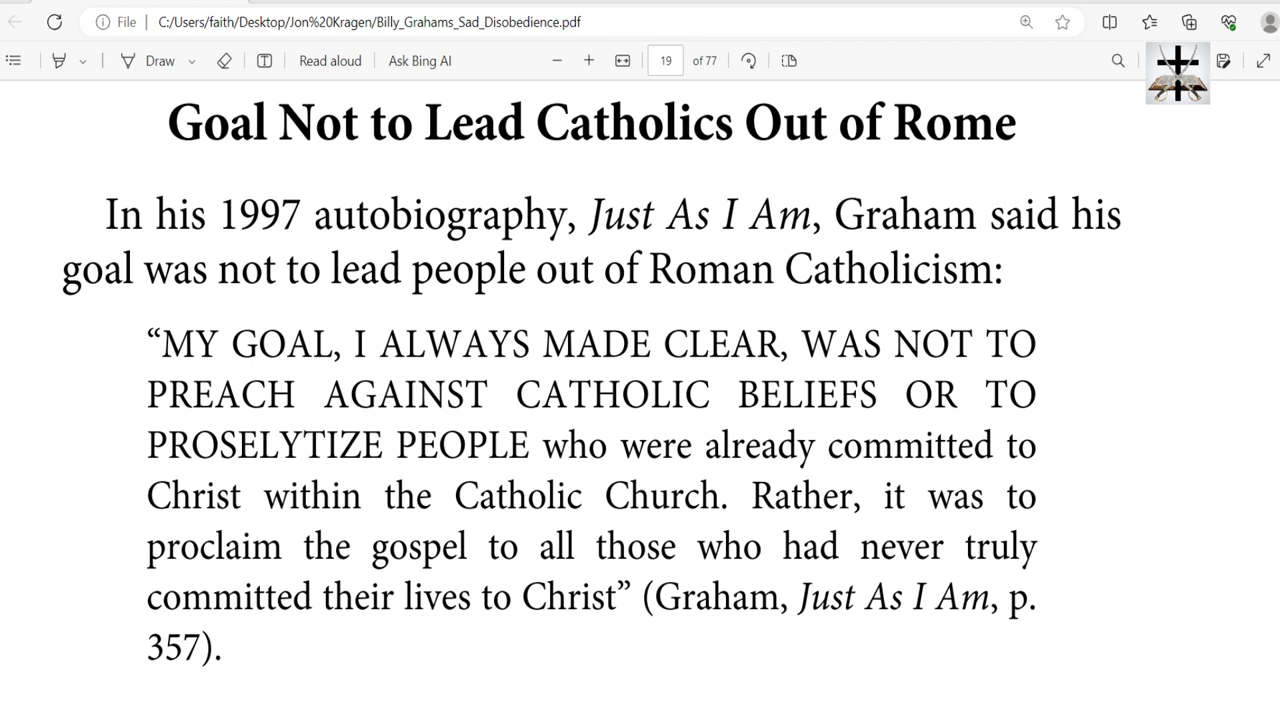 File C:/Users/faith/Desktop/Jon%20Kragen/Billy_Grahams_Sad_Disobedience.pdf
Draw Read aloud Ask Bing AI 19 of 77
Goal Not to Lead Catholics Out of Rome
In his 1997 autobiography, Just As I Am, Graham said his
goal was not to lead people out of Roman Catholicism:
“MY GOAL, I ALWAYS MADE CLEAR, WAS NOT TO
PREACH AGAINST CATHOLIC BELIEFS OR TO
PROSELYTIZE PEOPLE who were already committed to
Christ within the Catholic Church. Rather, it was to
proclaim the gospel to all those who had never truly
committed their lives to Christ” (Graham, Just As I Am, p.
357).